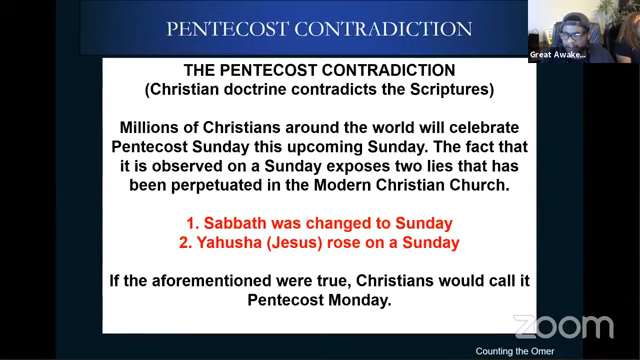 PENTECOST CONTRADICTION
Great Awake...
THE PENTECOST CONTRADICTION
(Christian doctrine contradicts the Scriptures)
Millions of Christians around the world will celebrate
Pentecost Sunday this upcoming Sunday. The fact that
it is observed on a Sunday exposes two lies that has
been perpetuated in the Modern Christian Church.
1. Sabbath was changed to Sunday
2. Yahusha (Jesus) rose on a Sunday
If the aforementioned were true, Christians would call it
Pentecost Monday.
zoom
Counting the Omer